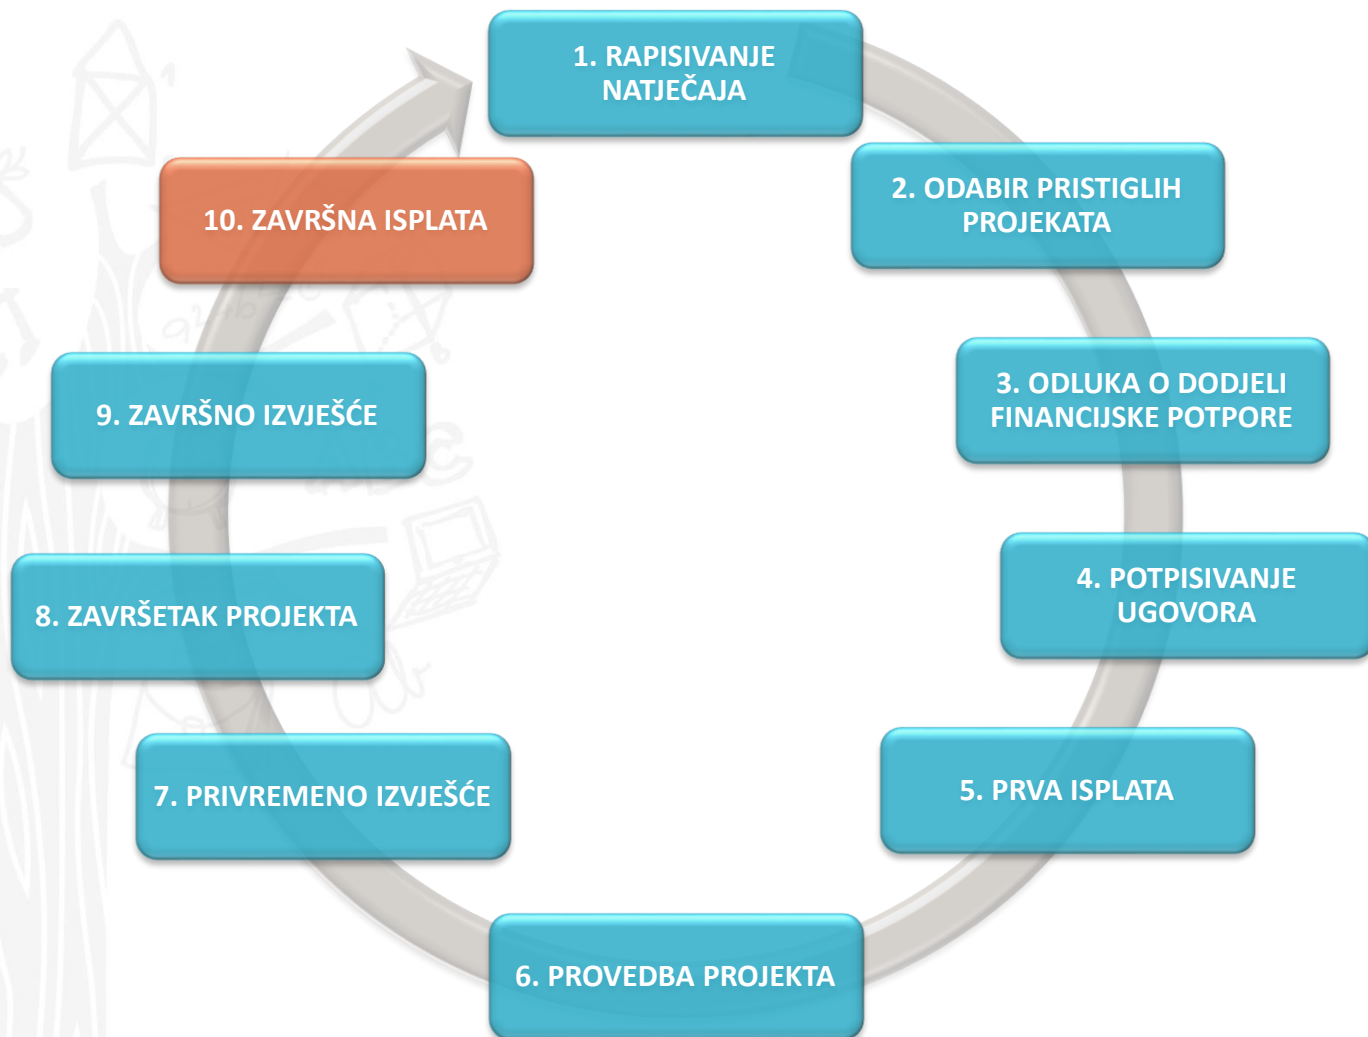 1. RAPISIVANJE
NATJEČAJA
2. ODABIR PRISTIGLIH
PROJEKATA
3. ODLUKA O DODJELI
FINANCIJSKE POTPORE
4. POTPISIVANJE
UGOVORA
5. PRVA ISPLATA
6. PROVEDBA PROJEKTA
7. PRIVREMENO IZVJEŠĆE
8. ZAVRŠETAK PROJEKTA
9. ZAVRŠNO IZVJEŠĆE
10. ZAVRŠNA ISPLATA